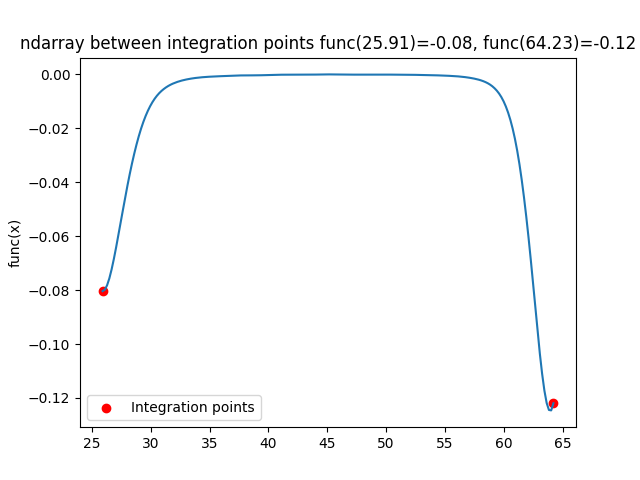 ndarray between integration points func(25.91)=-0.08, func(64.23)=-0.12
0.00
−0.02
−0.04
−0.06
−0.08
−0.10
−0.12
func(x)
Integration points
25 30 35 40 45 50 55 60 65